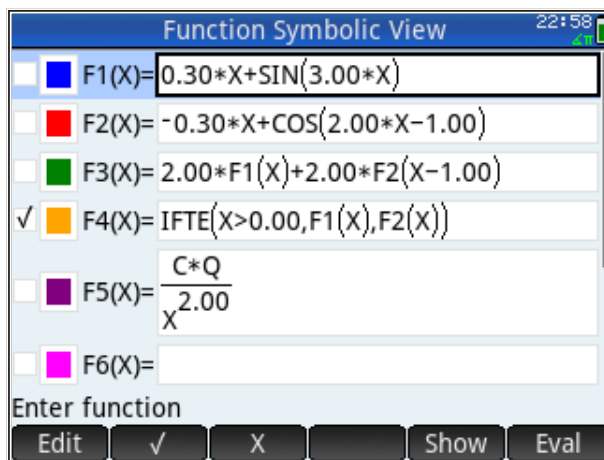 Function Symbolic View 22:58
∡π
F1(X)= 0.30*X+SIN(3.00*X)
F2(X)= -0.30*X+COS(2.00*X−1.00)
√ F3(X)= 2.00*F1(X)+2.00*F2(X−1.00)
√ F4(X)= IFTE(X>0.00,F1(X),F2(X))
F5(X)= C*Q
X^2.00
F6(X)=
Enter function
Edit √ X Show Eval